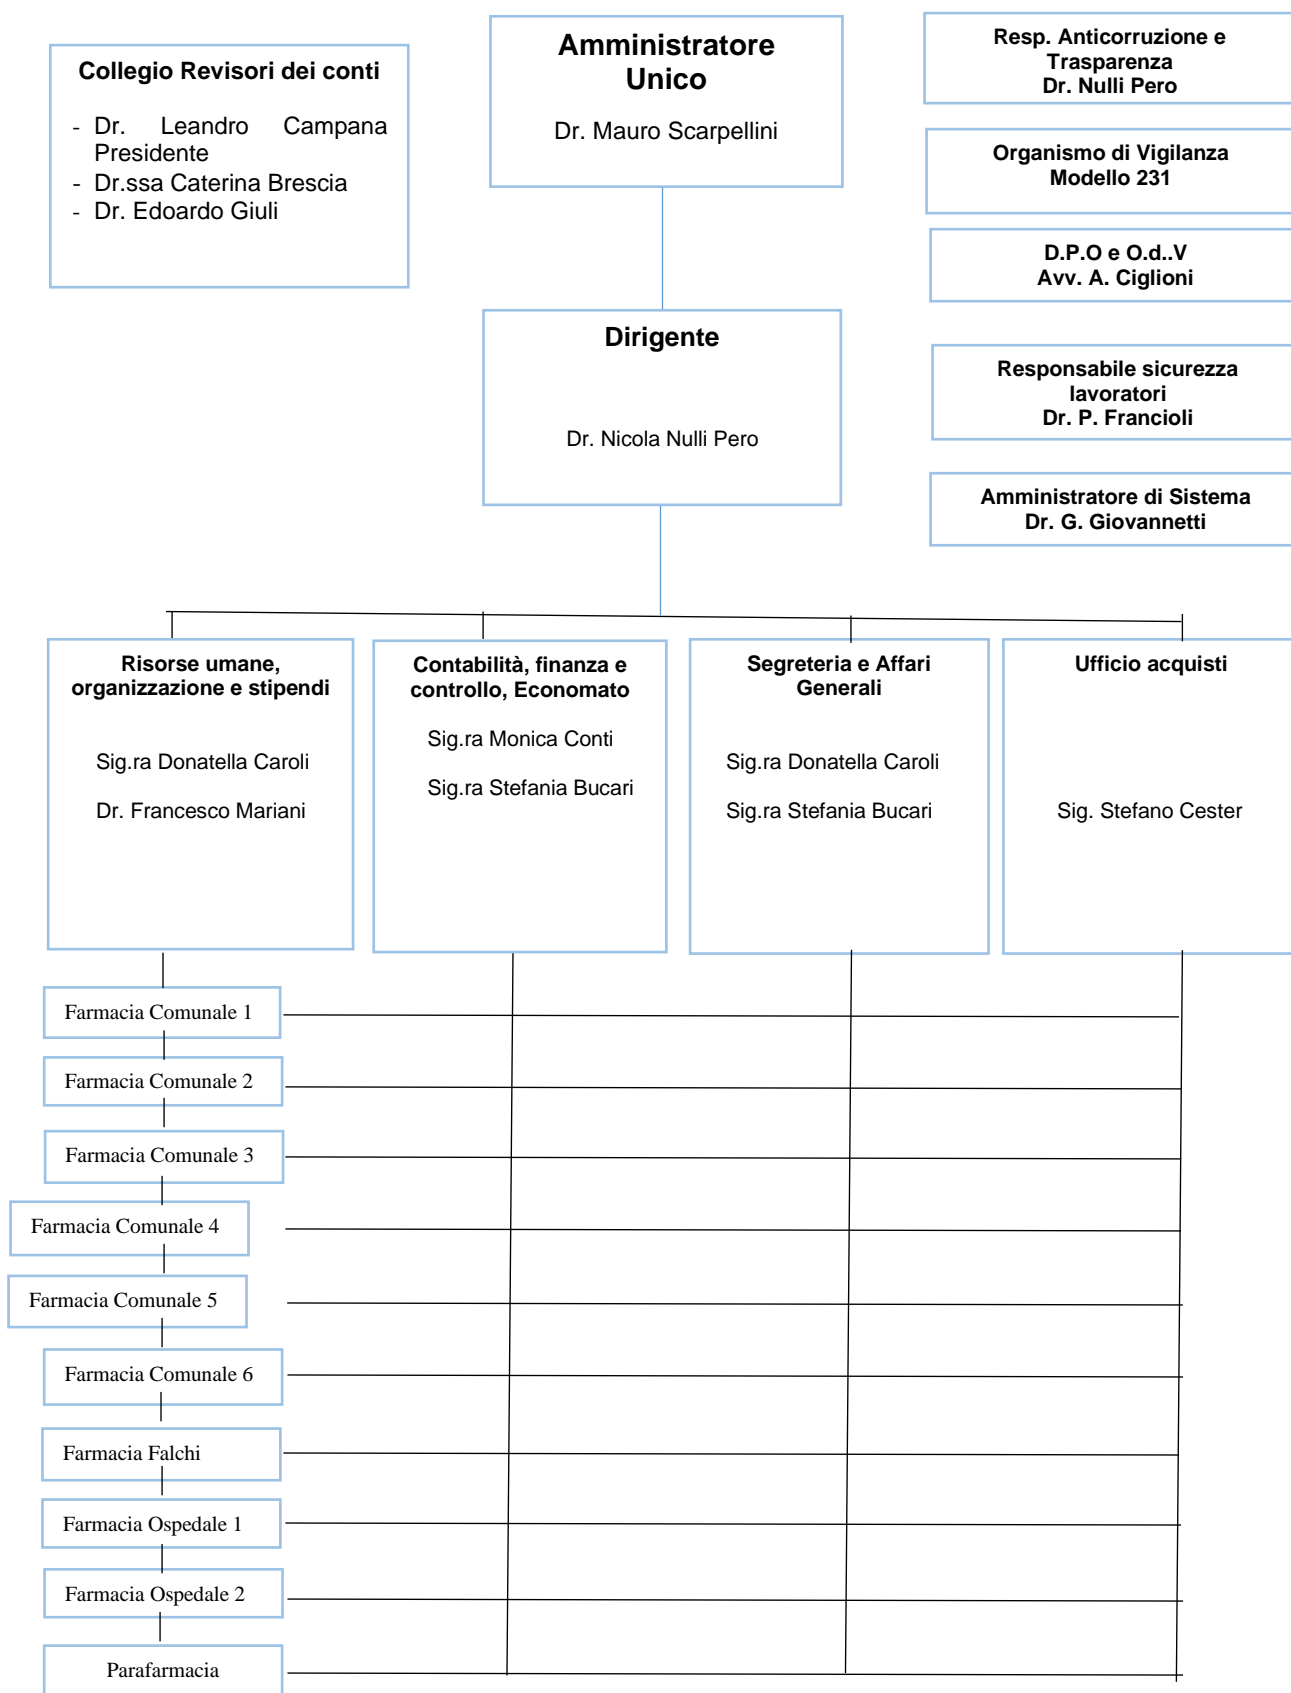 Collegio Revisori dei conti
- Dr. Leandro Campana
Presidente
- Dr.ssa Caterina Brescia
- Dr. Edoardo Giuli
Amministratore
Unico
Dr. Mauro Scarpellini
Resp. Anticorruzione e
Trasparenza
Dr. Nulli Pero
Organismo di Vigilanza
Modello 231
D.P.O e O.d..V
Avv. A. Ciglioni
Responsabile sicurezza
lavoratori
Dr. P. Francioli
Amministratore di Sistema
Dr. G. Giovannetti
Dirigente
Dr. Nicola Nulli Pero
Risorse umane,
organizzazione e stipendi
Sig.ra Donatella Caroli
Dr. Francesco Mariani
Contabilità, finanza e
controllo, Economato
Sig.ra Monica Conti
Sig.ra Stefania Bucari
Segreteria e Affari
Generali
Sig.ra Donatella Caroli
Sig.ra Stefania Bucari
Ufficio acquisti
Sig. Stefano Cester
Farmacia Comunale 1
Farmacia Comunale 2
Farmacia Comunale 3
Farmacia Comunale 4
Farmacia Comunale 5
Farmacia Comunale 6
Farmacia Falchi
Farmacia Ospedale 1
Farmacia Ospedale 2
Parafarmacia